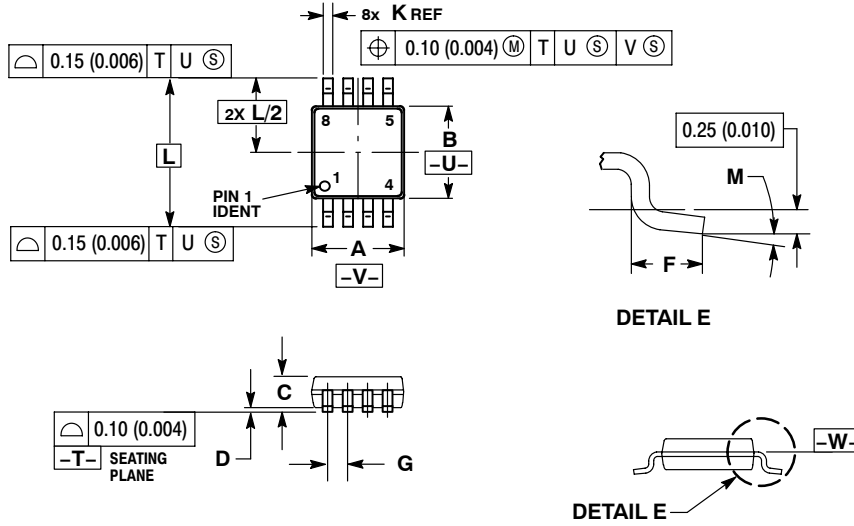 8x K REF
⌖ 0.10 (0.004) Ⓜ T U Ⓢ V Ⓢ
⌓ 0.15 (0.006) T U Ⓢ
2X L/2
8 5
B
–U–
L
1 4
PIN 1
IDENT
⌓ 0.15 (0.006) T U Ⓢ
A
–V–
0.25 (0.010)
M
F
DETAIL E
C
⌓ 0.10 (0.004)
–T– SEATING
PLANE
D
G
–W–
DETAIL E